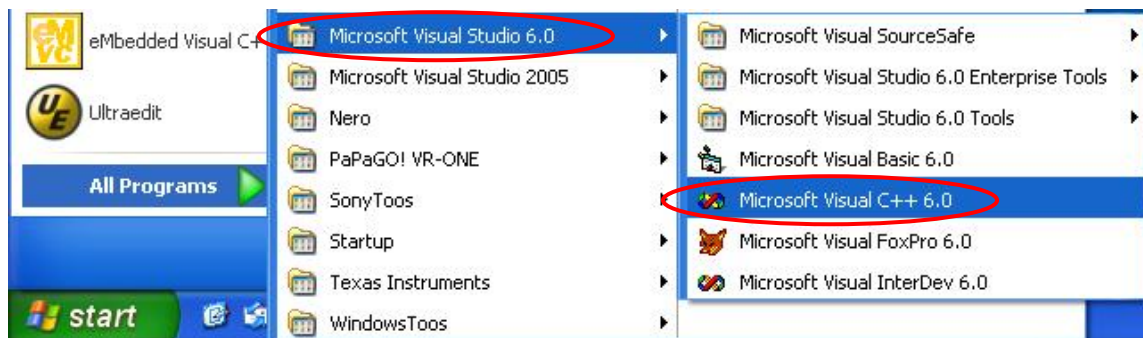 eMbedded Visual C+
Ultraedit
All Programs
start
Microsoft Visual Studio 6.0
Microsoft Visual Studio 2005
Nero
PaPaGO! VR-ONE
SonyToos
Startup
Texas Instruments
WindowsToos
Microsoft Visual SourceSafe
Microsoft Visual Studio 6.0 Enterprise Tools
Microsoft Visual Studio 6.0 Tools
Microsoft Visual Basic 6.0
Microsoft Visual C++ 6.0
Microsoft Visual FoxPro 6.0
Microsoft Visual InterDev 6.0